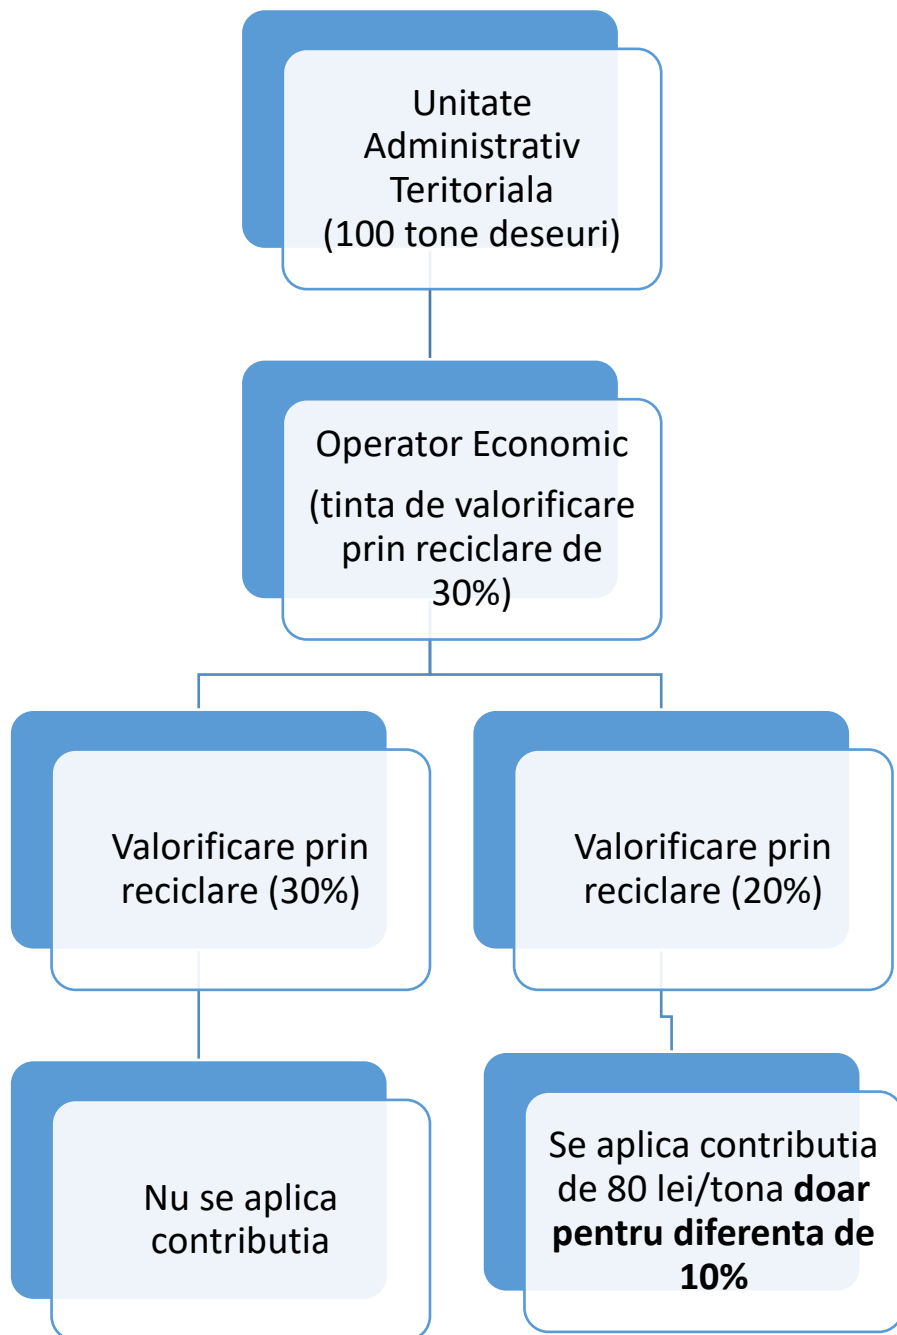 Unitate
Administrativ
Teritoriala
(100 tone deseuri)
Operator Economic
(tinta de valorificare
prin reciclare de
30%)
Valorificare prin
reciclare (30%)
Valorificare prin
reciclare (20%)
Nu se aplica
contributia
Se aplica contributia
de 80 lei/tona doar
pentru diferenta de
10%